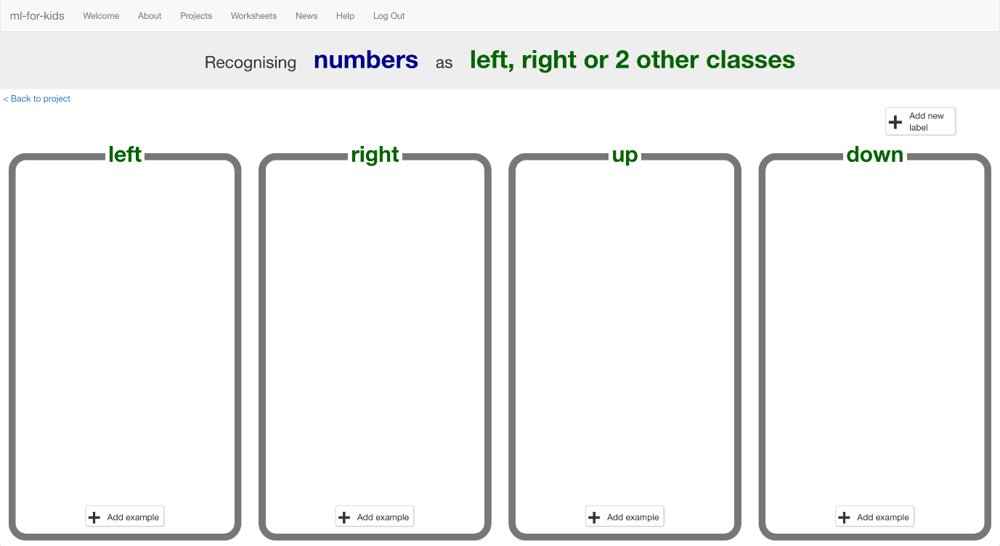 ml-for-kids Welcome About Projects Worksheets News Help Log Out
Recognising numbers as left, right or 2 other classes
< Back to project
Add new
label
left right up down
Add example Add example Add example Add example